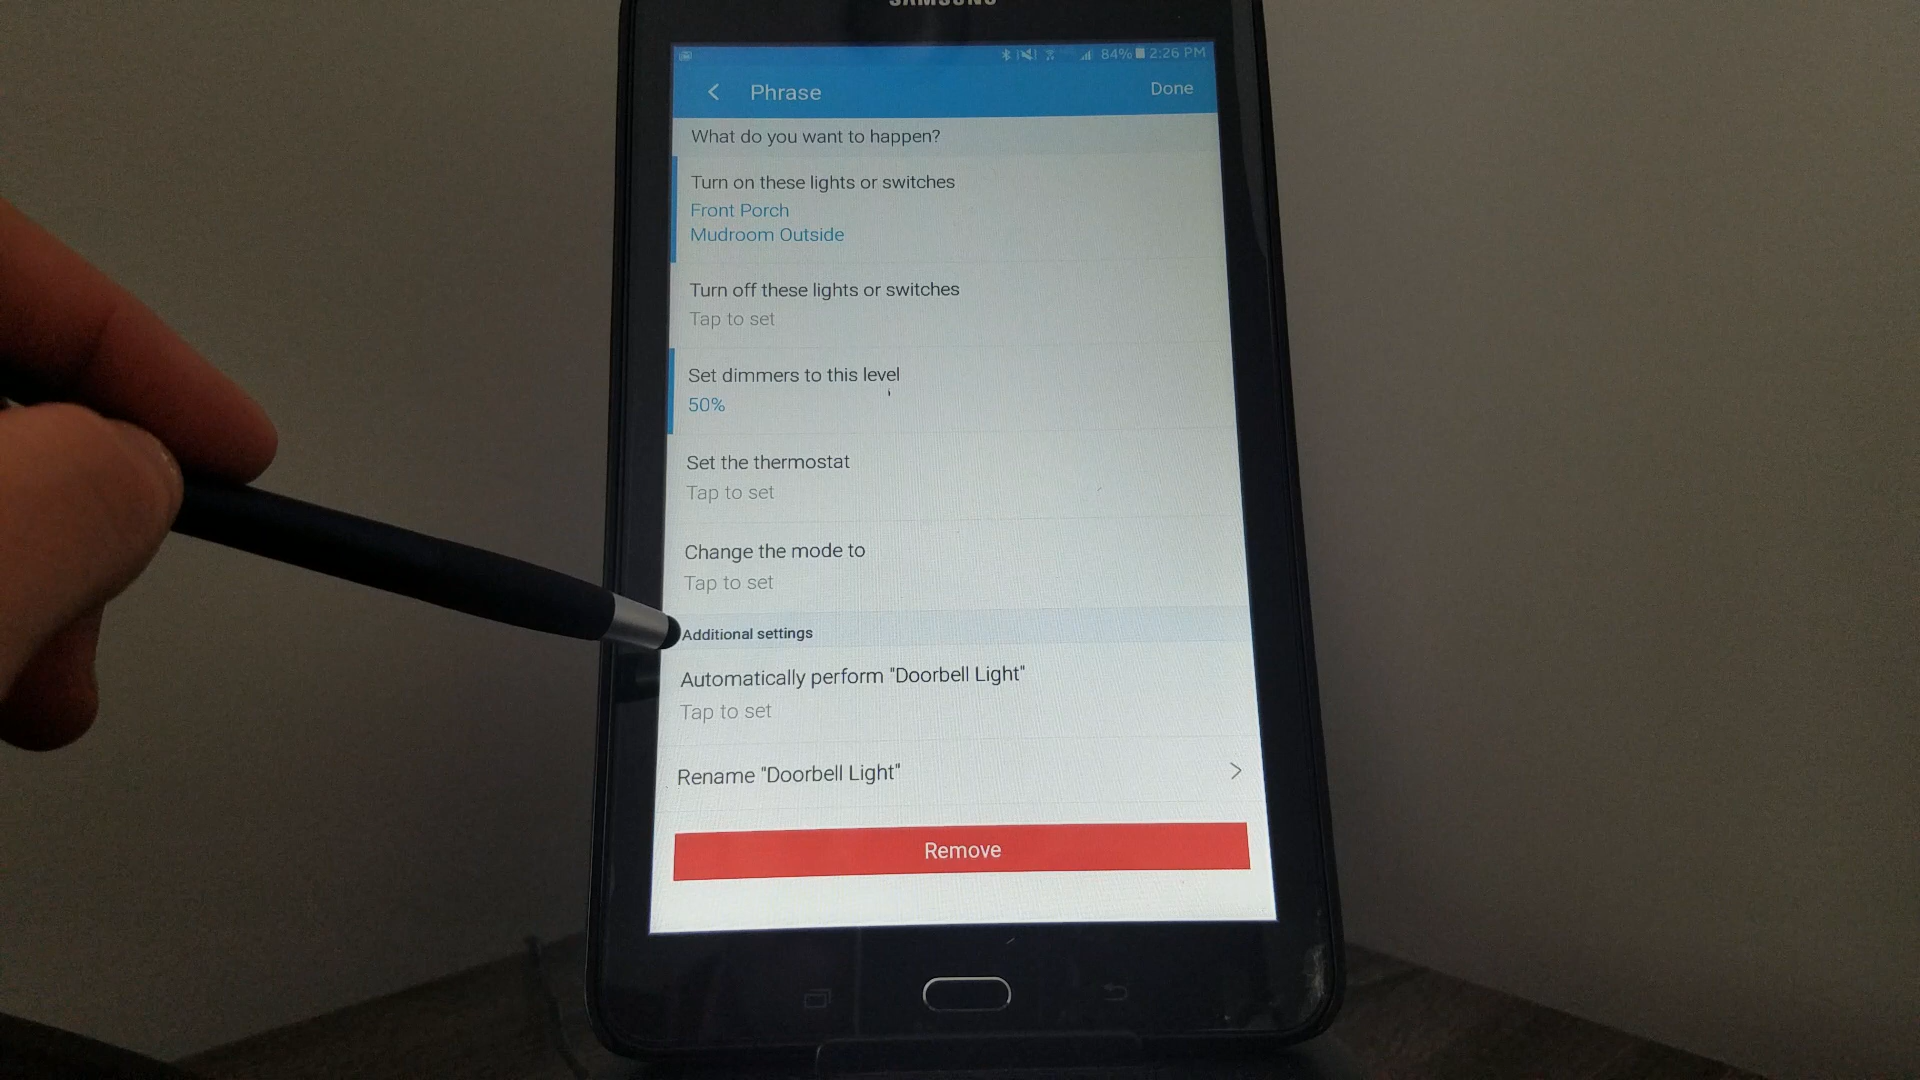 SAMSUNG
84% 2:26 PM
Phrase
Done
What do you want to happen?
Turn on these lights or switches
Front Porch
Mudroom Outside
Turn off these lights or switches
Tap to set
Set dimmers to this level
50%
Set the thermostat
Tap to set
Change the mode to
Tap to set
Additional settings
Automatically perform "Doorbell Light"
Tap to set
Rename "Doorbell Light"
Remove